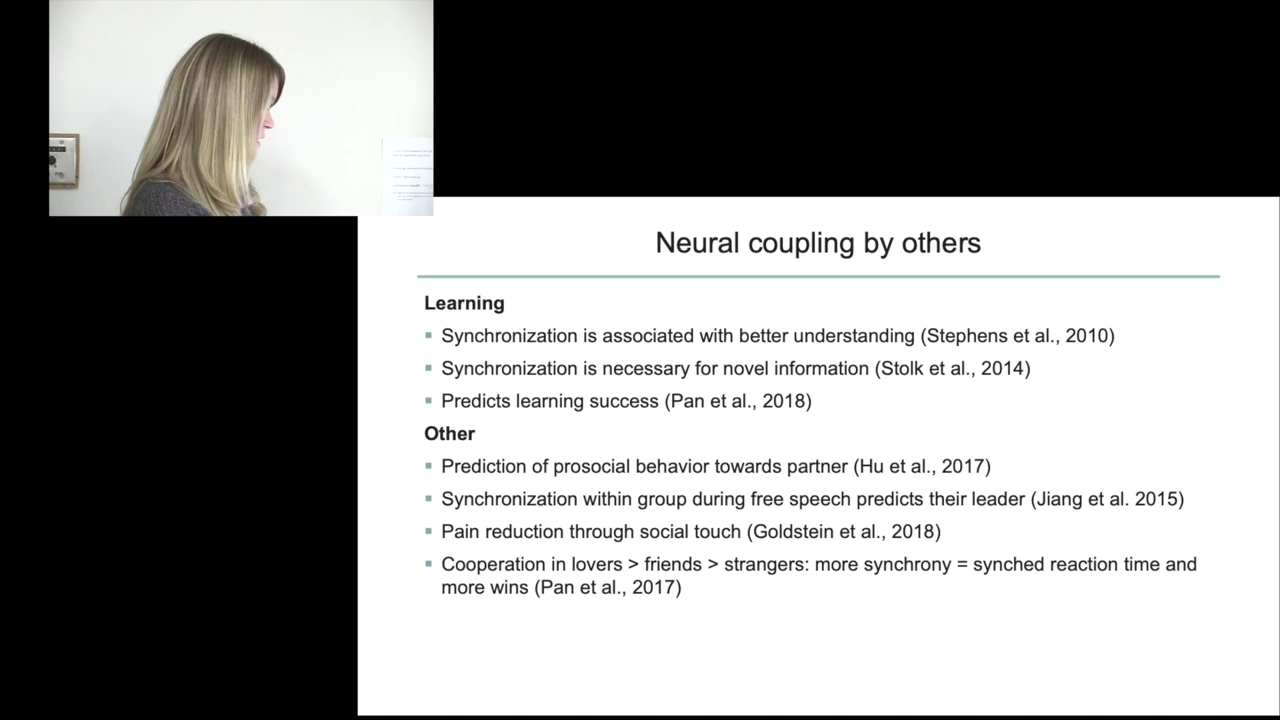 Neural coupling by others
Learning
▪ Synchronization is associated with better understanding (Stephens et al., 2010)
▪ Synchronization is necessary for novel information (Stolk et al., 2014)
▪ Predicts learning success (Pan et al., 2018)
Other
▪ Prediction of prosocial behavior towards partner (Hu et al., 2017)
▪ Synchronization within group during free speech predicts their leader (Jiang et al. 2015)
▪ Pain reduction through social touch (Goldstein et al., 2018)
▪ Cooperation in lovers > friends > strangers: more synchrony = synched reaction time and
more wins (Pan et al., 2017)